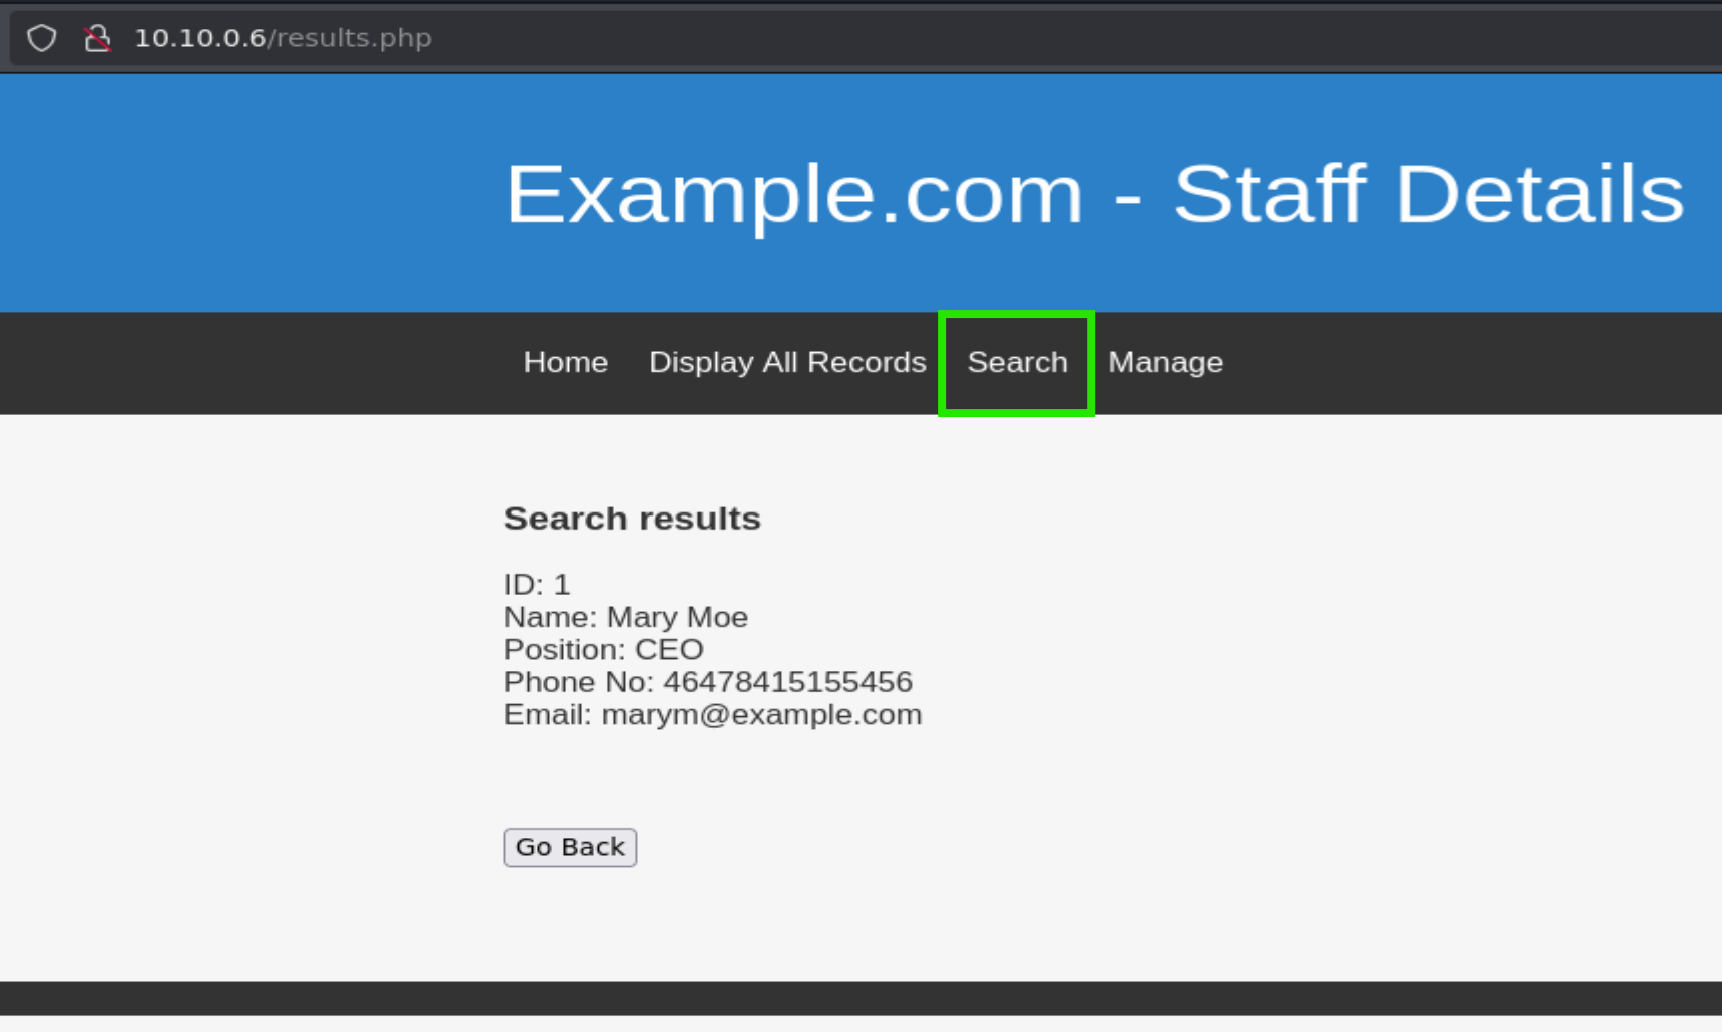 10.10.0.6/results.php
Example.com - Staff Details
Home Display All Records Search Manage
Search results
ID: 1
Name: Mary Moe
Position: CEO
Phone No: 46478415155456
Email: marym@example.com
Go Back